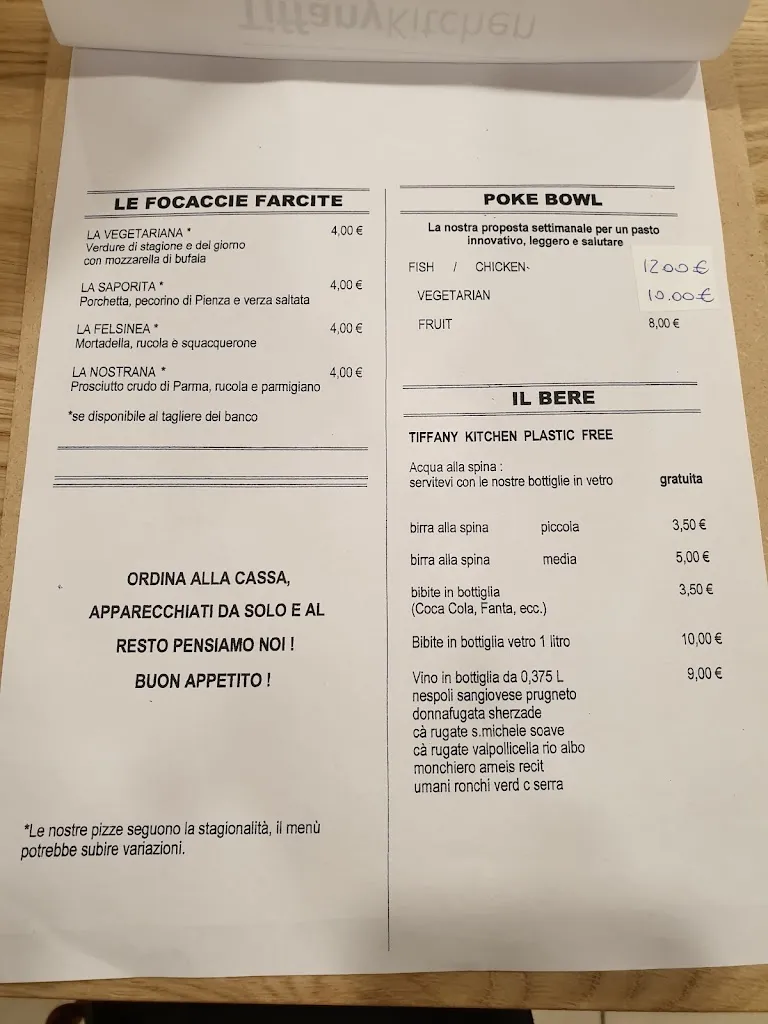 TiffanyKitchen
LE FOCACCIE FARCITE
LA VEGETARIANA * 4,00 €
Verdure di stagione e del giorno
con mozzarella di bufala
LA SAPORITA * 4,00 €
Porchetta, pecorino di Pienza e verza saltata
LA FELSINEA * 4,00 €
Mortadella, rucola è squacquerone
LA NOSTRANA * 4,00 €
Prosciutto crudo di Parma, rucola e parmigiano
*se disponibile al tagliere del banco
ORDINA ALLA CASSA,
APPARECCHIATI DA SOLO E AL
RESTO PENSIAMO NOI !
BUON APPETITO !
*Le nostre pizze seguono la stagionalità, il menù
potrebbe subire variazioni.
POKE BOWL
La nostra proposta settimanale per un pasto
innovativo, leggero e salutare
FISH / CHICKEN 1200 €
VEGETARIAN 10.00 €
FRUIT 8,00 €
IL BERE
TIFFANY KITCHEN PLASTIC FREE
Acqua alla spina :
servitevi con le nostre bottiglie in vetro gratuita
birra alla spina piccola 3,50 €
birra alla spina media 5,00 €
bibite in bottiglia 3,50 €
(Coca Cola, Fanta, ecc.)
Bibite in bottiglia vetro 1 litro 10,00 €
Vino in bottiglia da 0,375 L 9,00 €
nespoli sangiovese prugneto
donnafugata sherzade
cà rugate s.michele soave
cà rugate valpollicella rio albo
monchiero arneis recit
umani ronchi verd c serra